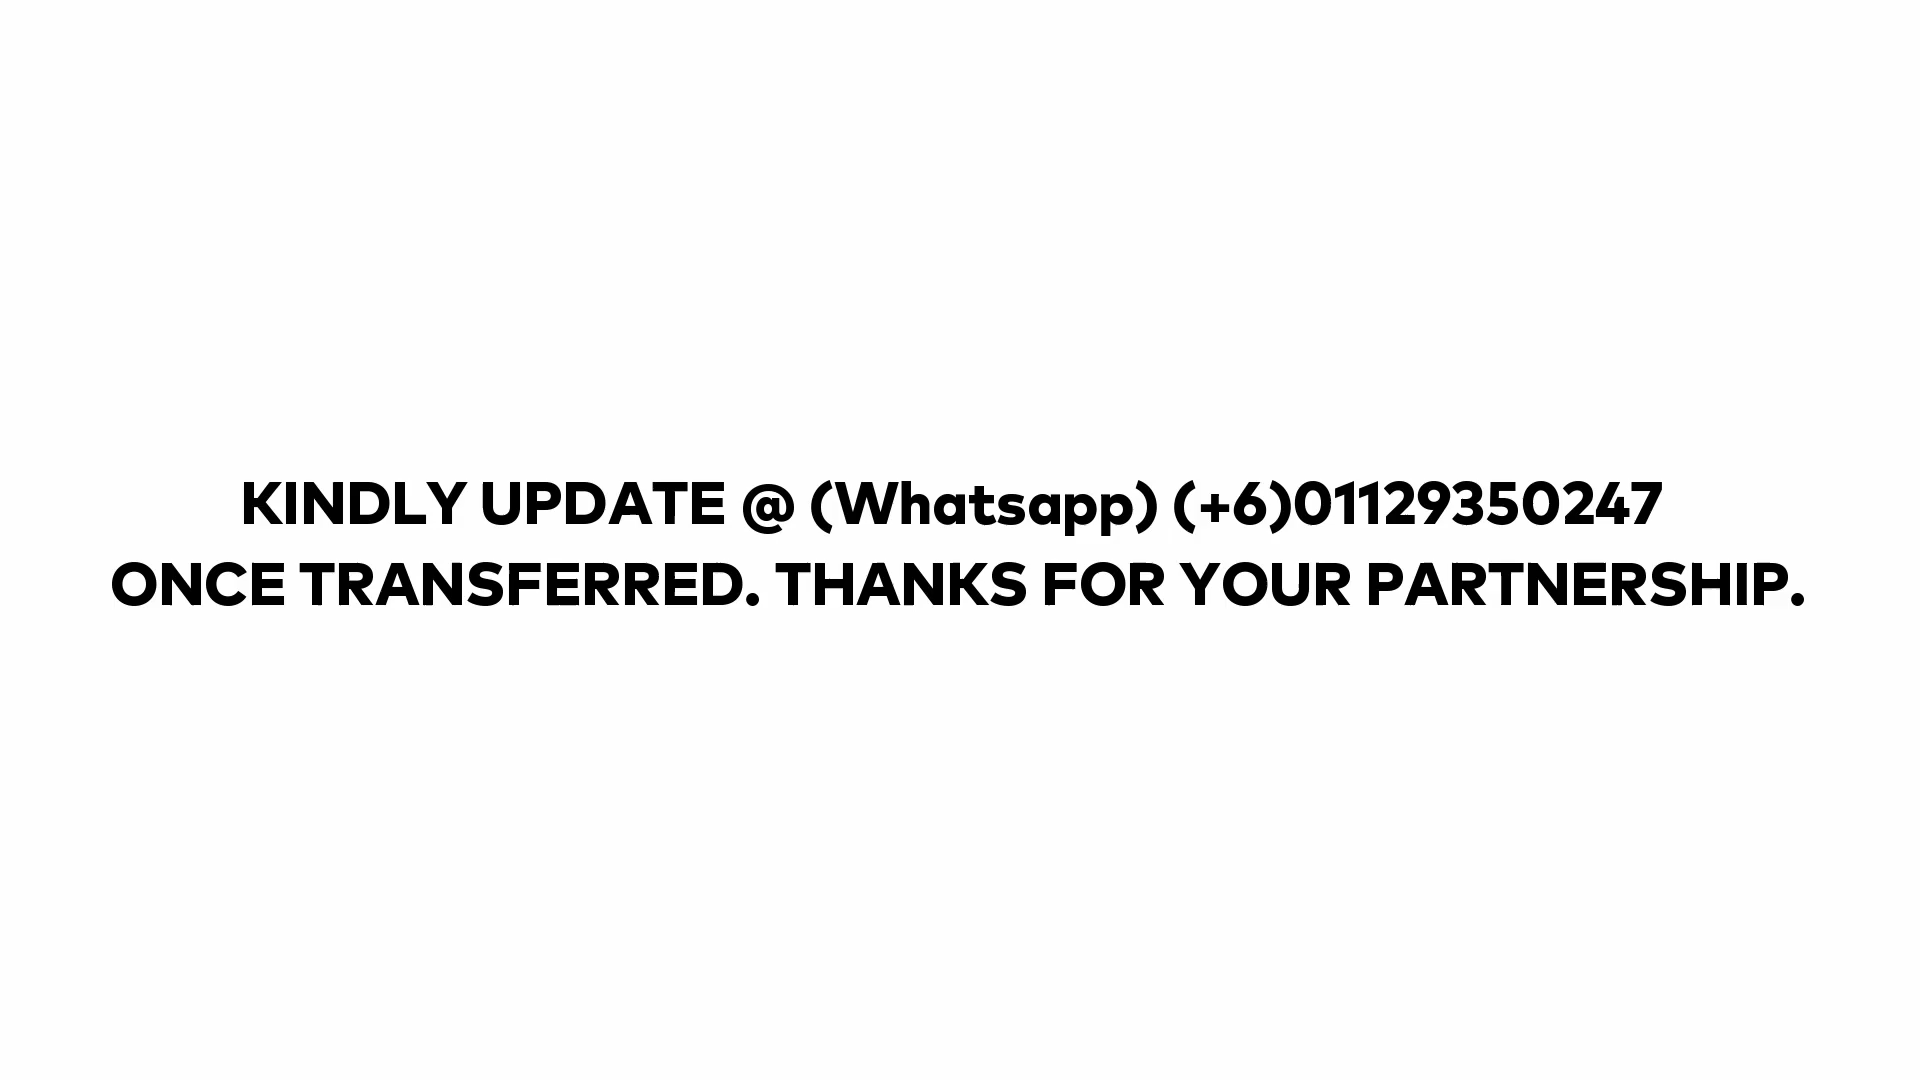 KINDLY UPDATE @ (Whatsapp) (+6)01129350247
ONCE TRANSFERRED. THANKS FOR YOUR PARTNERSHIP.